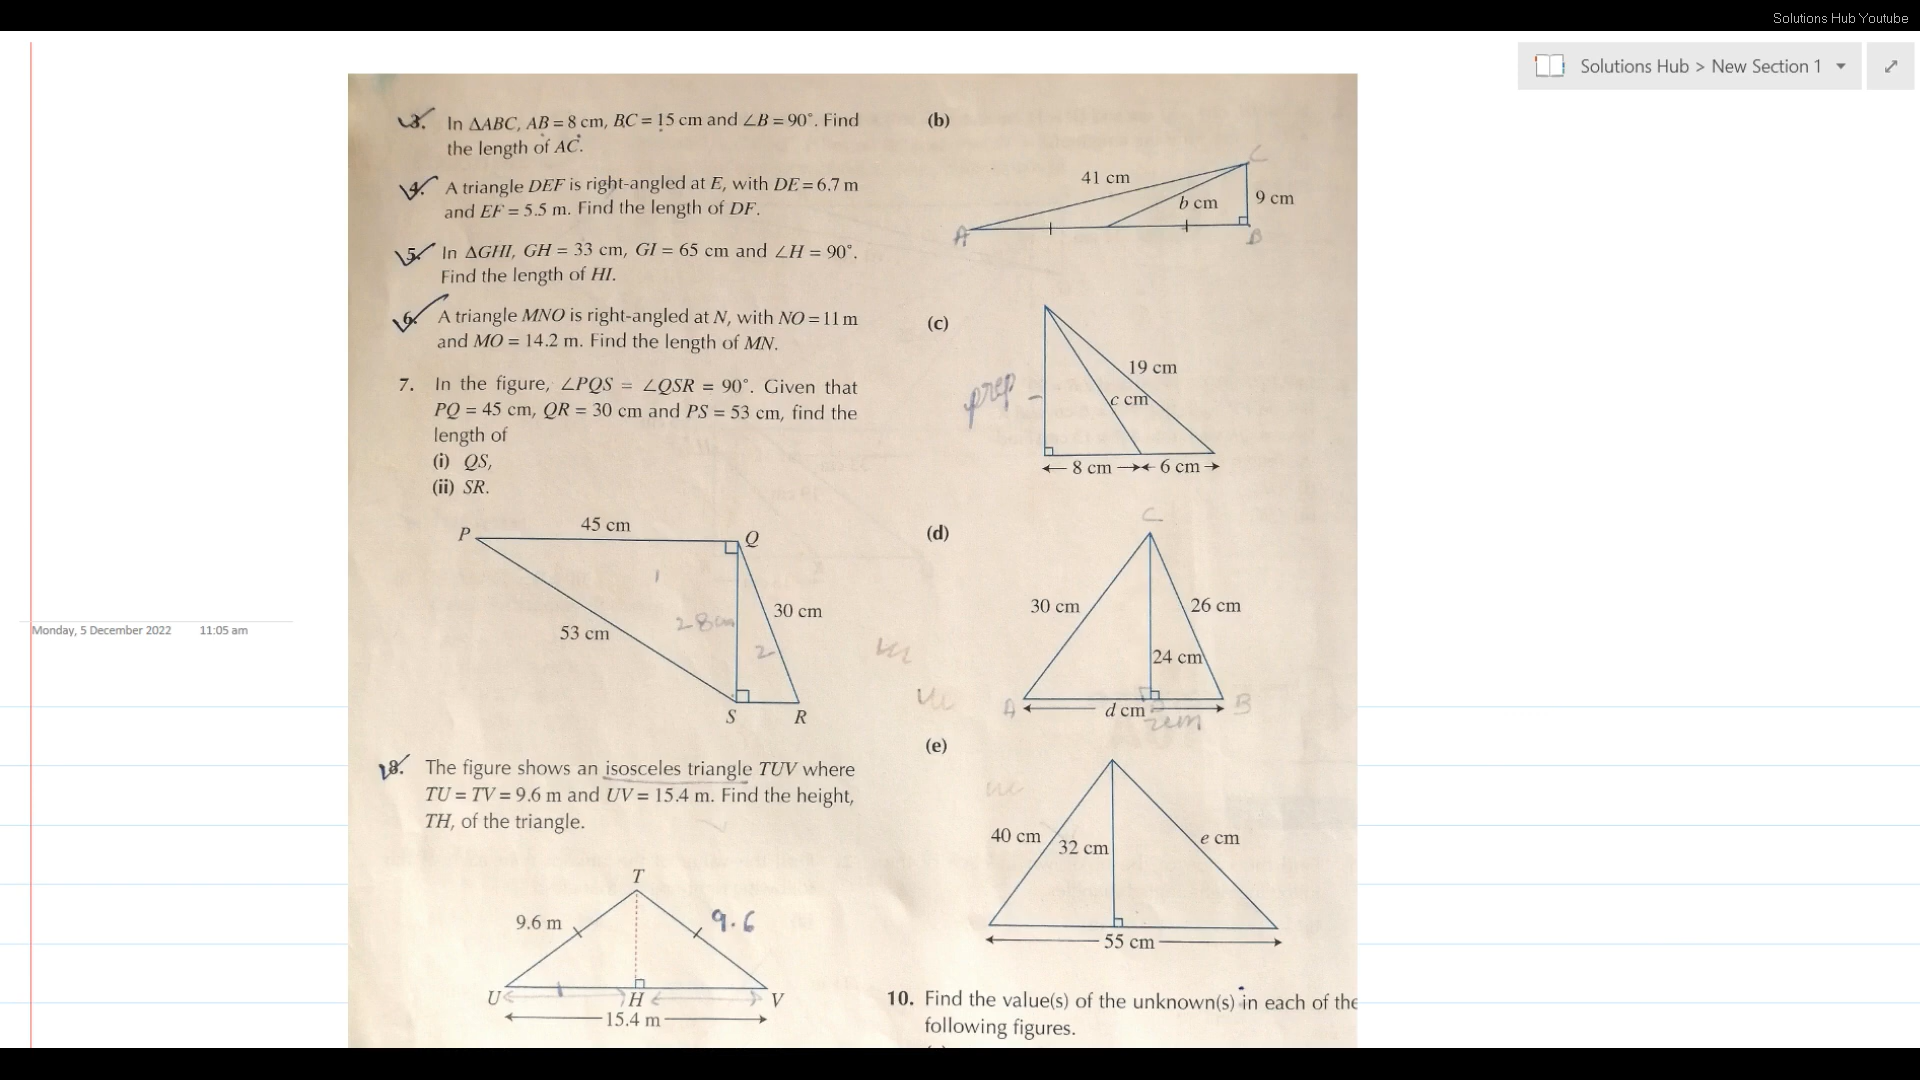 Solutions Hub Youtube
Solutions Hub > New Section 1
Monday, 5 December 2022 11:05 am
3. In ΔABC, AB = 8 cm, BC = 15 cm and ∠B = 90°. Find
the length of AC.
4. A triangle DEF is right-angled at E, with DE = 6.7 m
and EF = 5.5 m. Find the length of DF.
5. In ΔGHI, GH = 33 cm, GI = 65 cm and ∠H = 90°.
Find the length of HI.
6. A triangle MNO is right-angled at N, with NO = 11 m
and MO = 14.2 m. Find the length of MN.
7. In the figure, ∠PQS = ∠QSR = 90°. Given that
PQ = 45 cm, QR = 30 cm and PS = 53 cm, find the
length of
(i) QS,
(ii) SR.
P 45 cm Q
1
30 cm
28cm
53 cm
2
S R
8. The figure shows an isosceles triangle TUV where
TU = TV = 9.6 m and UV = 15.4 m. Find the height,
TH, of the triangle.
T
9.6 m 9.6
U H V
15.4 m
(b)
C
41 cm
b cm 9 cm
A B
(c)
19 cm
prep
c cm
8 cm 6 cm
(d)
C
30 cm 26 cm
24 cm
A d cm B
(e)
40 cm 32 cm e cm
55 cm
10. Find the value(s) of the unknown(s) in each of the
following figures.